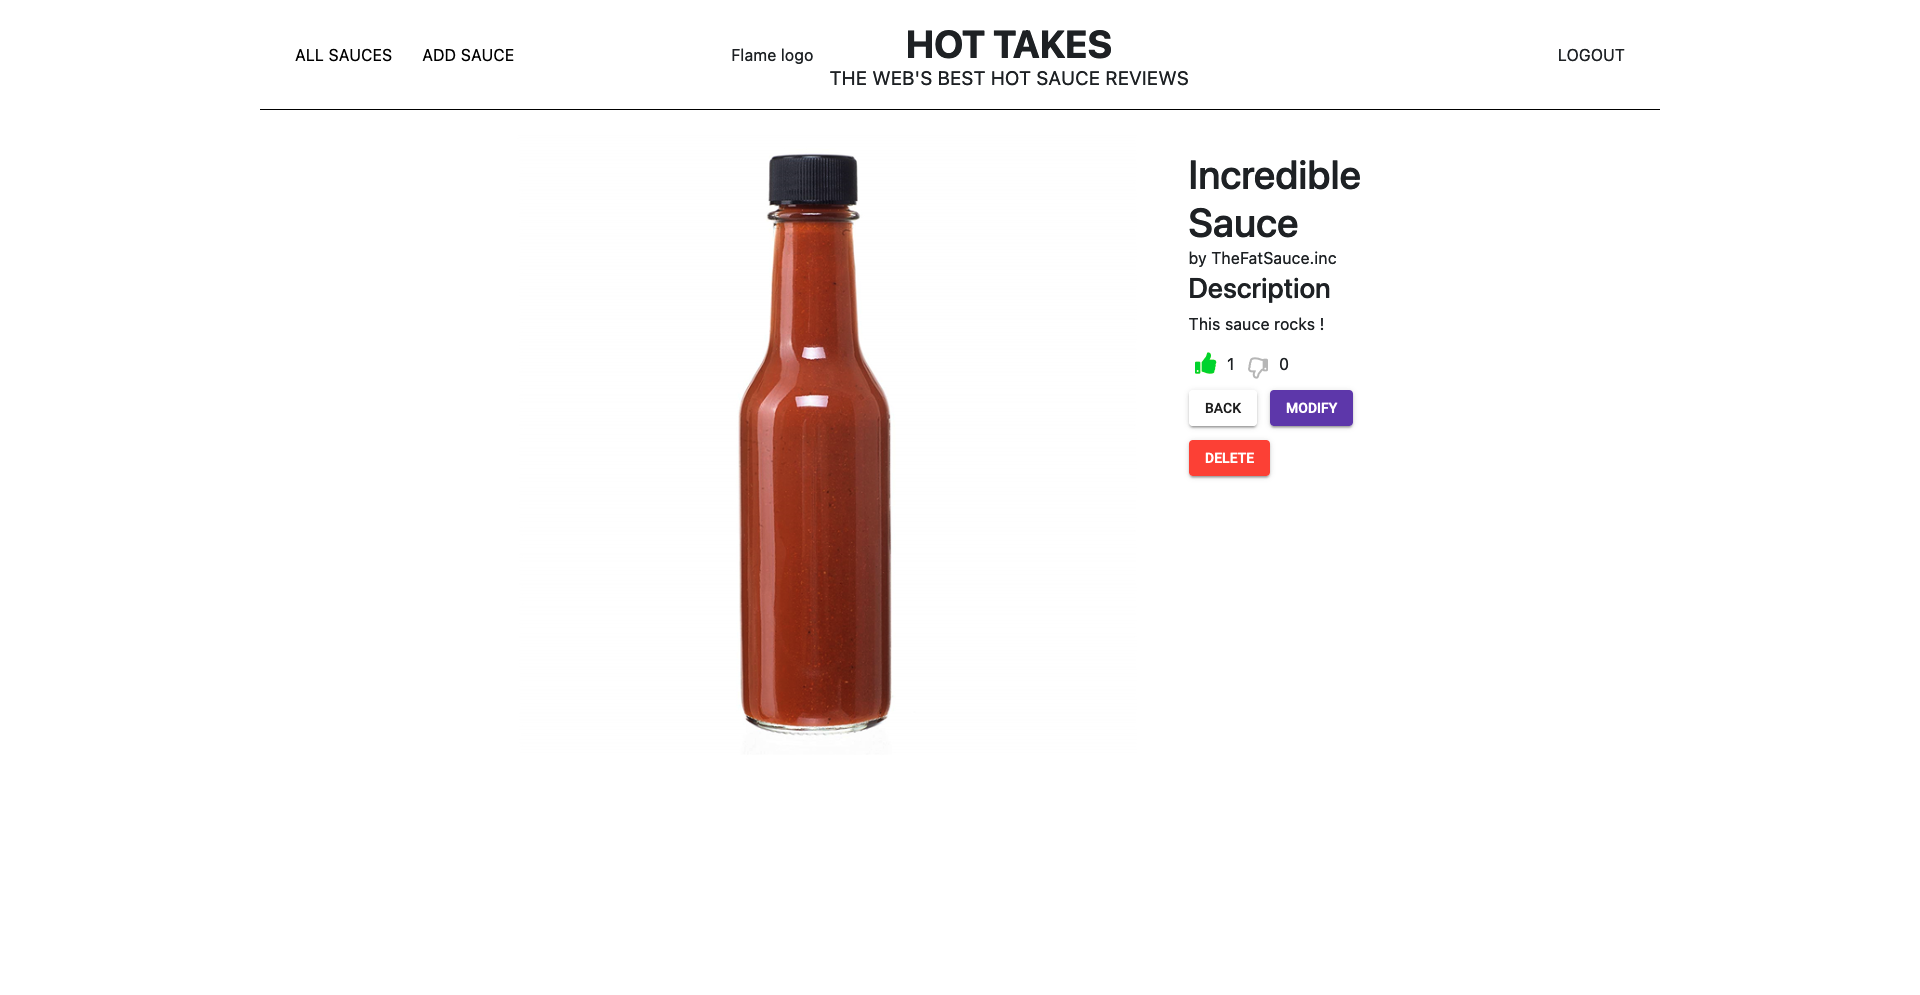 ALL SAUCES
ADD SAUCE
Flame logo
HOT TAKES
THE WEB'S BEST HOT SAUCE REVIEWS
LOGOUT
Incredible
Sauce
by TheFatSauce.inc
Description
This sauce rocks !
1
0
BACK
MODIFY
DELETE